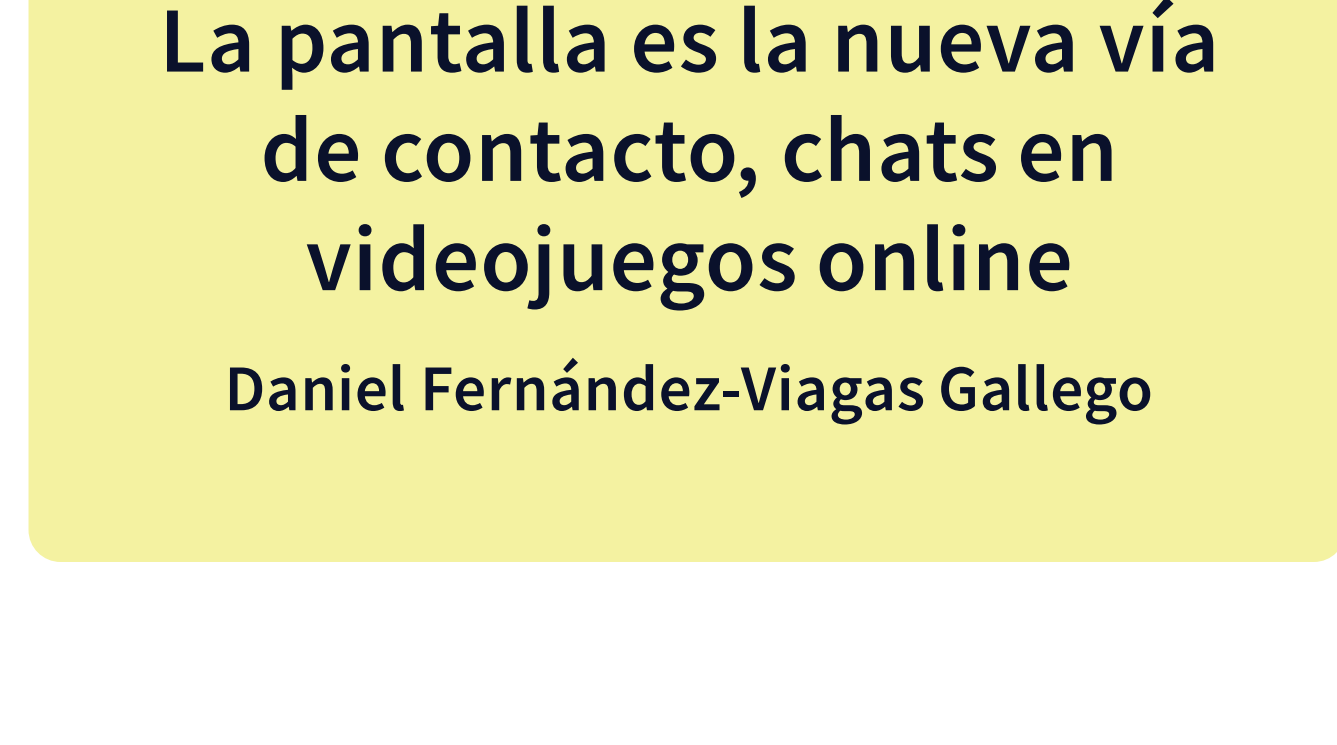 La pantalla es la nueva vía
de contacto, chats en
videojuegos online
Daniel Fernández-Viagas Gallego